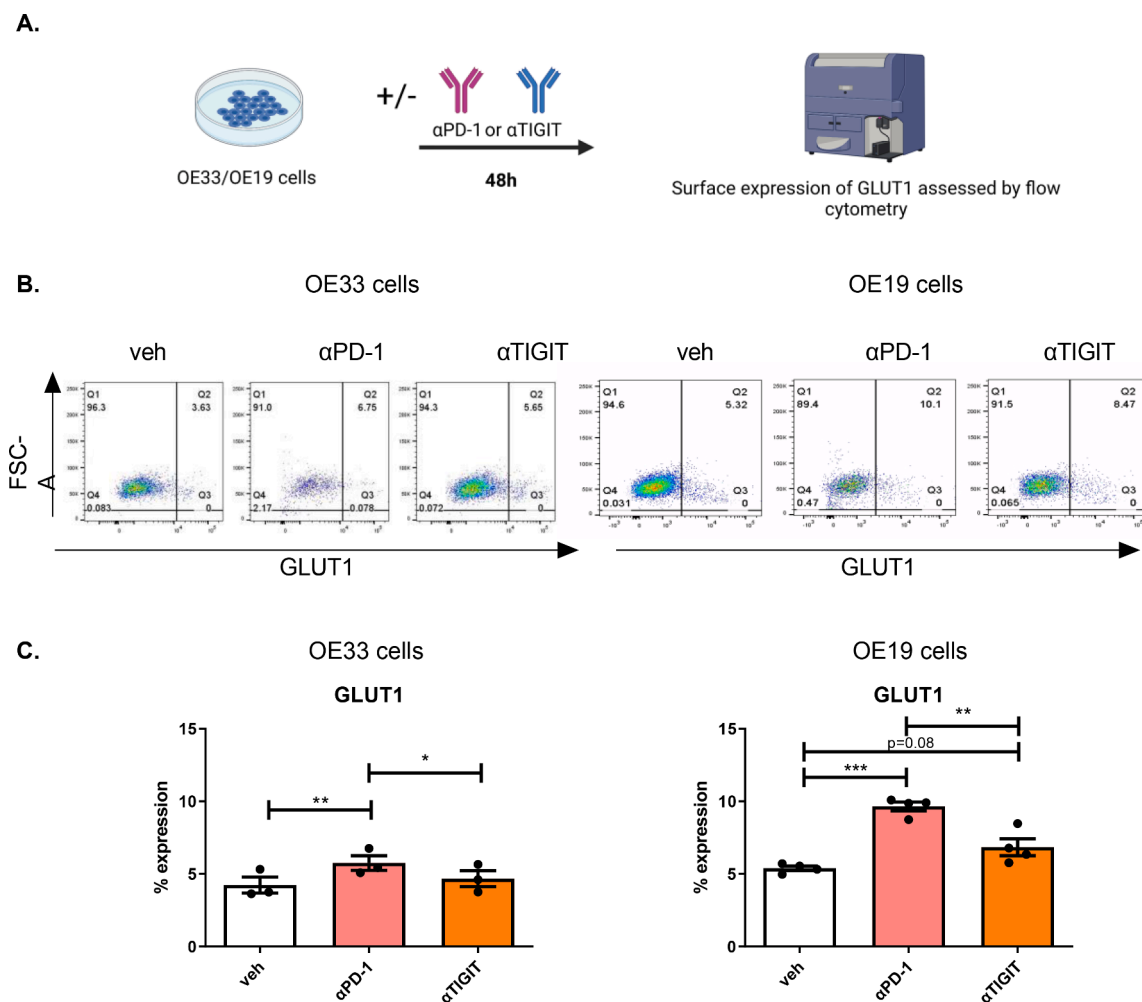 A.
+/-
αPD-1 or αTIGIT
48h
OE33/OE19 cells
Surface expression of GLUT1 assessed by flow
cytometry
B.
OE33 cells
OE19 cells
veh
αPD-1
αTIGIT
veh
αPD-1
αTIGIT
FSC-
A
Q1
96.3
Q2
3.63
Q4
0.083
Q3
0
Q1
91.0
Q2
6.75
Q4
2.17
Q3
0.078
Q1
94.3
Q2
5.65
Q4
0.072
Q3
0
Q1
94.6
Q2
5.32
Q4
0.031
Q3
0
Q1
89.4
Q2
10.1
Q4
0.47
Q3
0
Q1
91.5
Q2
8.47
Q4
0.065
Q3
0
GLUT1
GLUT1
C.
OE33 cells
OE19 cells
GLUT1
% expression
15
10
5
0
**
*
veh
αPD-1
αTIGIT
GLUT1
% expression
15
10
5
0
**
p=0.08
***
veh
αPD-1
αTIGIT